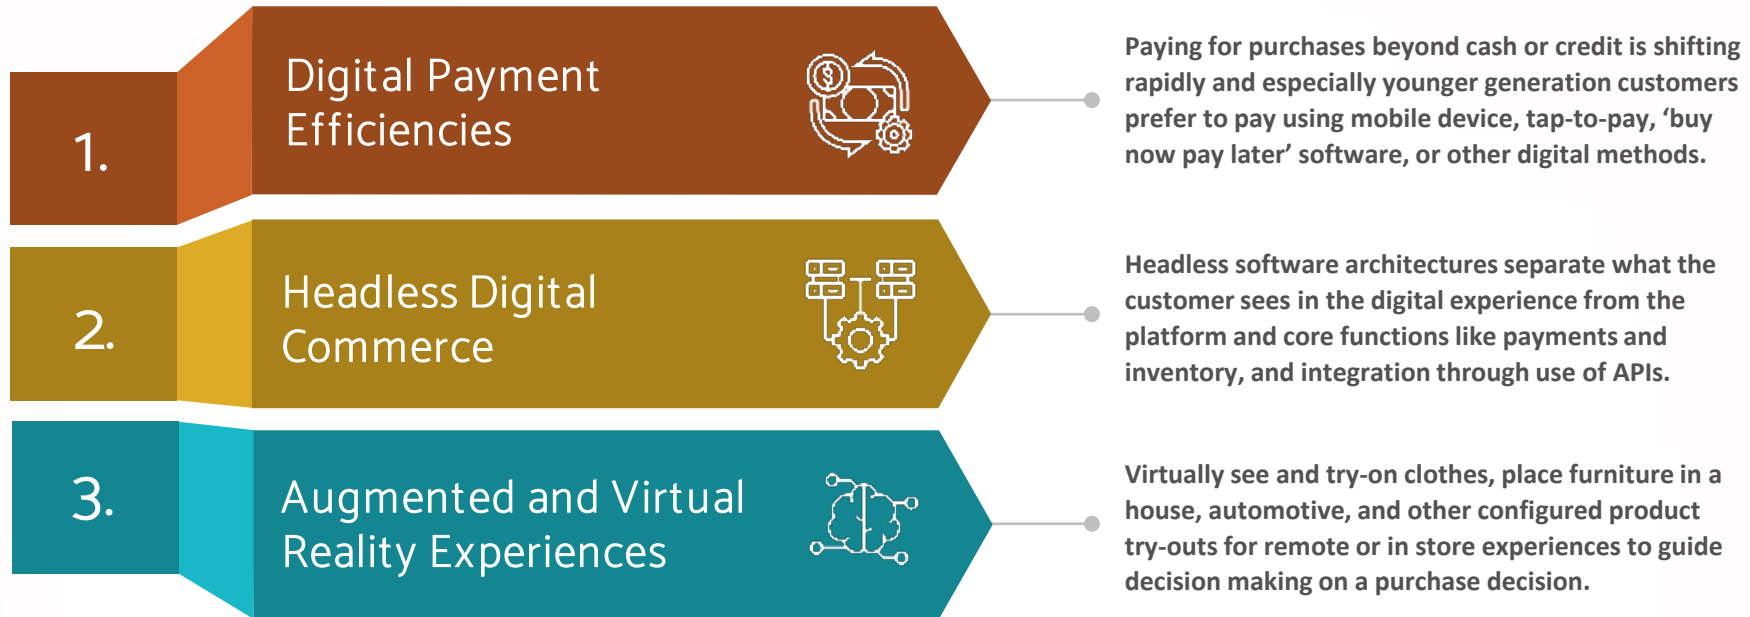 1.
Digital Payment
Efficiencies
Paying for purchases beyond cash or credit is shifting
rapidly and especially younger generation customers
prefer to pay using mobile device, tap-to-pay, ‘buy
now pay later’ software, or other digital methods.
2.
Headless Digital
Commerce
Headless software architectures separate what the
customer sees in the digital experience from the
platform and core functions like payments and
inventory, and integration through use of APIs.
3.
Augmented and Virtual
Reality Experiences
Virtually see and try-on clothes, place furniture in a
house, automotive, and other configured product
try-outs for remote or in store experiences to guide
decision making on a purchase decision.